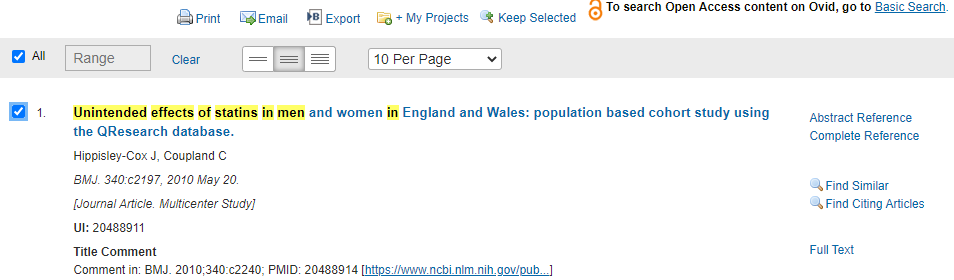 To search Open Access content on Ovid, go to Basic Search.
Print Email Export + My Projects Keep Selected
All Range Clear 10 Per Page
1. Unintended effects of statins in men and women in England and Wales: population based cohort study using
the QResearch database.
Hippisley-Cox J, Coupland C
BMJ. 340:c2197, 2010 May 20.
[Journal Article. Multicenter Study]
UI: 20488911
Title Comment
Comment in: BMJ. 2010;340:c2240; PMID: 20488914 [https://www.ncbi.nlm.nih.gov/pub...]
Abstract Reference
Complete Reference
Find Similar
Find Citing Articles
Full Text